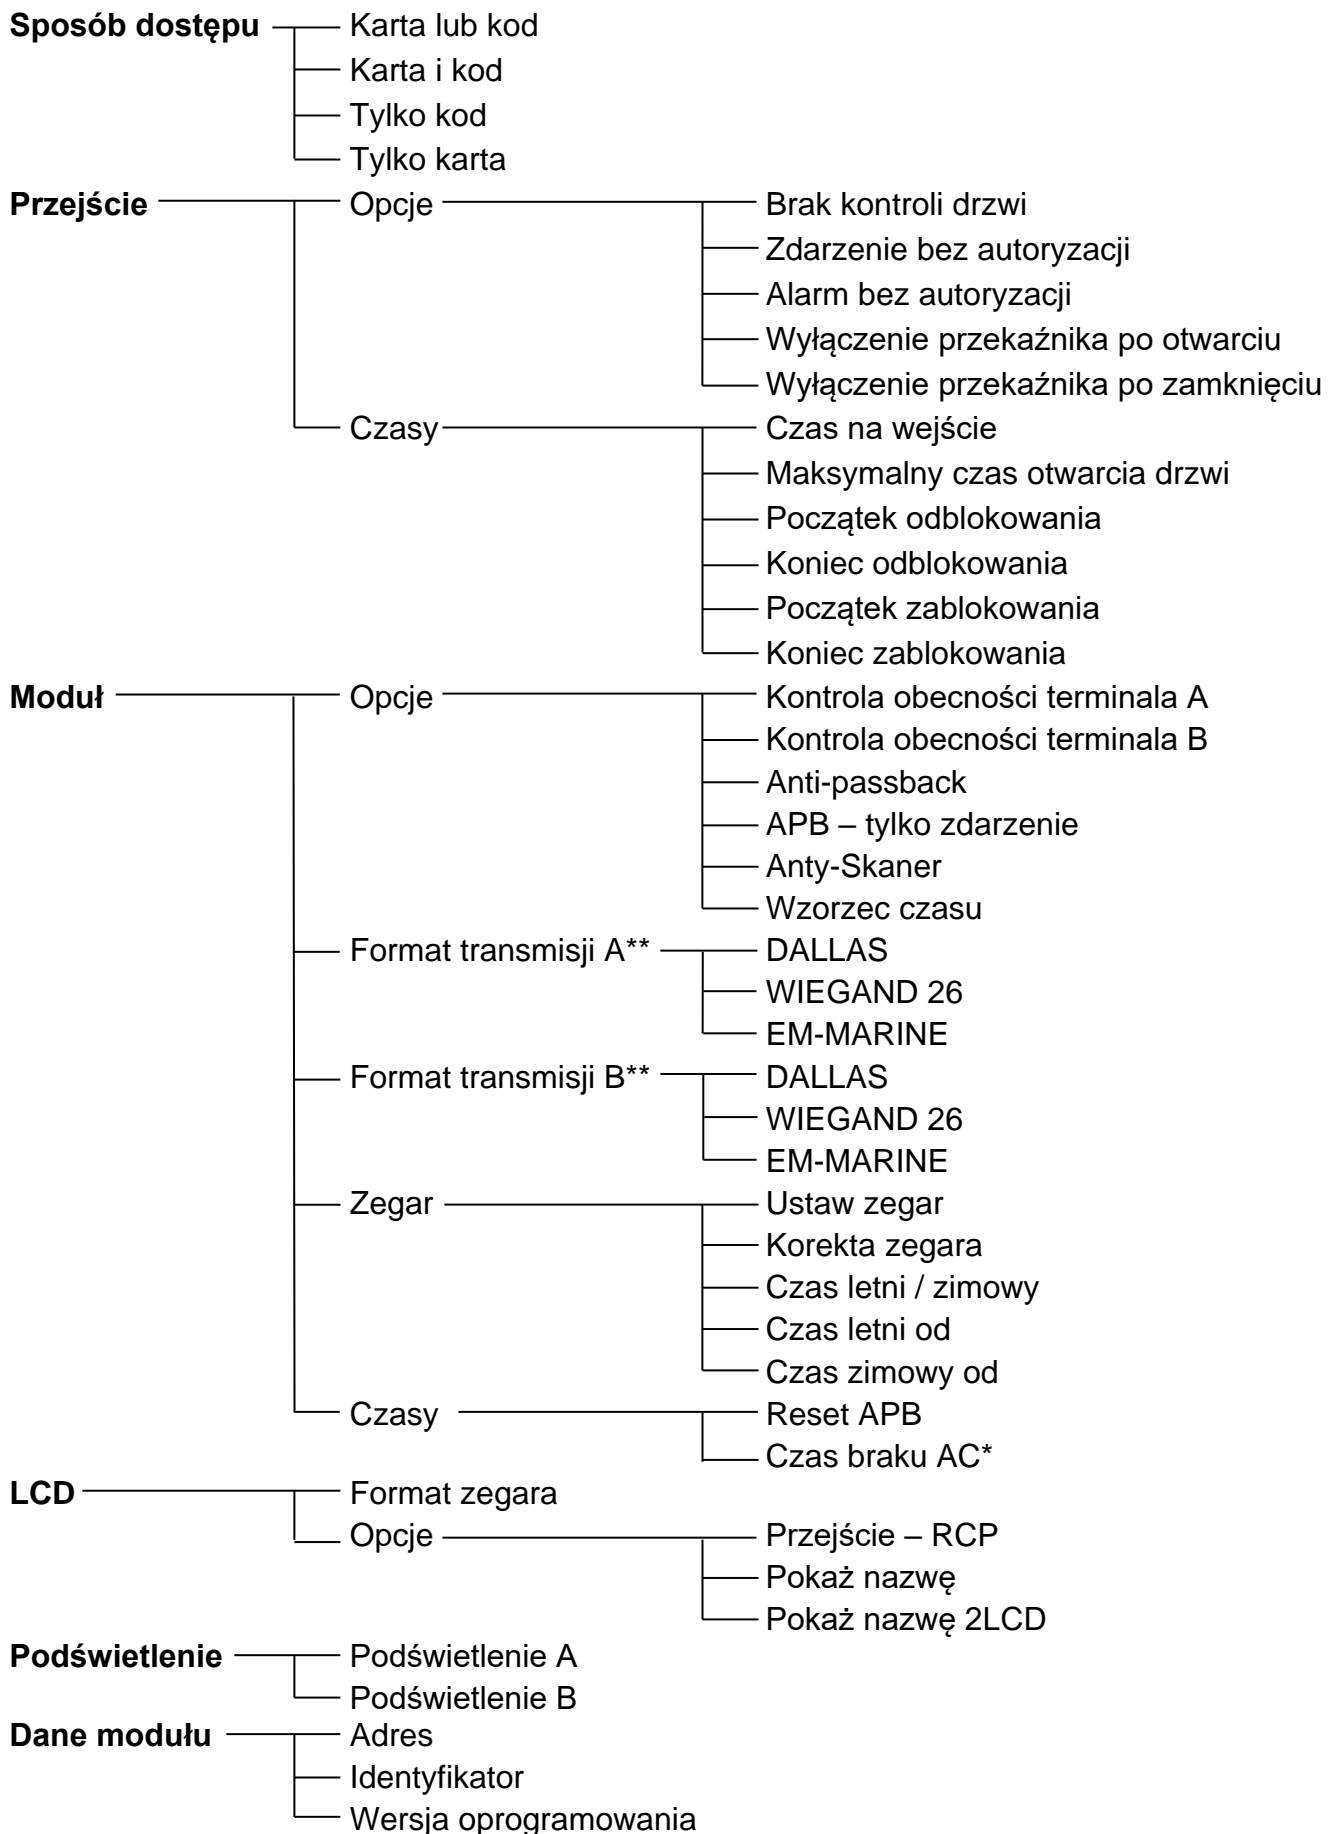 Sposób dostępu Karta lub kod
Karta i kod
Tylko kod
Tylko karta
Przejście Opcje Brak kontroli drzwi
Zdarzenie bez autoryzacji
Alarm bez autoryzacji
Wyłączenie przekaźnika po otwarciu
Wyłączenie przekaźnika po zamknięciu
Czasy Czas na wejście
Maksymalny czas otwarcia drzwi
Początek odblokowania
Koniec odblokowania
Początek zablokowania
Koniec zablokowania
Moduł Opcje Kontrola obecności terminala A
Kontrola obecności terminala B
Anti-passback
APB – tylko zdarzenie
Anty-Skaner
Wzorzec czasu
Format transmisji A** DALLAS
WIEGAND 26
EM-MARINE
Format transmisji B** DALLAS
WIEGAND 26
EM-MARINE
Zegar Ustaw zegar
Korekta zegara
Czas letni / zimowy
Czas letni od
Czas zimowy od
Czasy Reset APB
Czas braku AC*
LCD Format zegara
Opcje Przejście – RCP
Pokaż nazwę
Pokaż nazwę 2LCD
Podświetlenie Podświetlenie A
Podświetlenie B
Dane modułu Adres
Identyfikator
Wersja oprogramowania